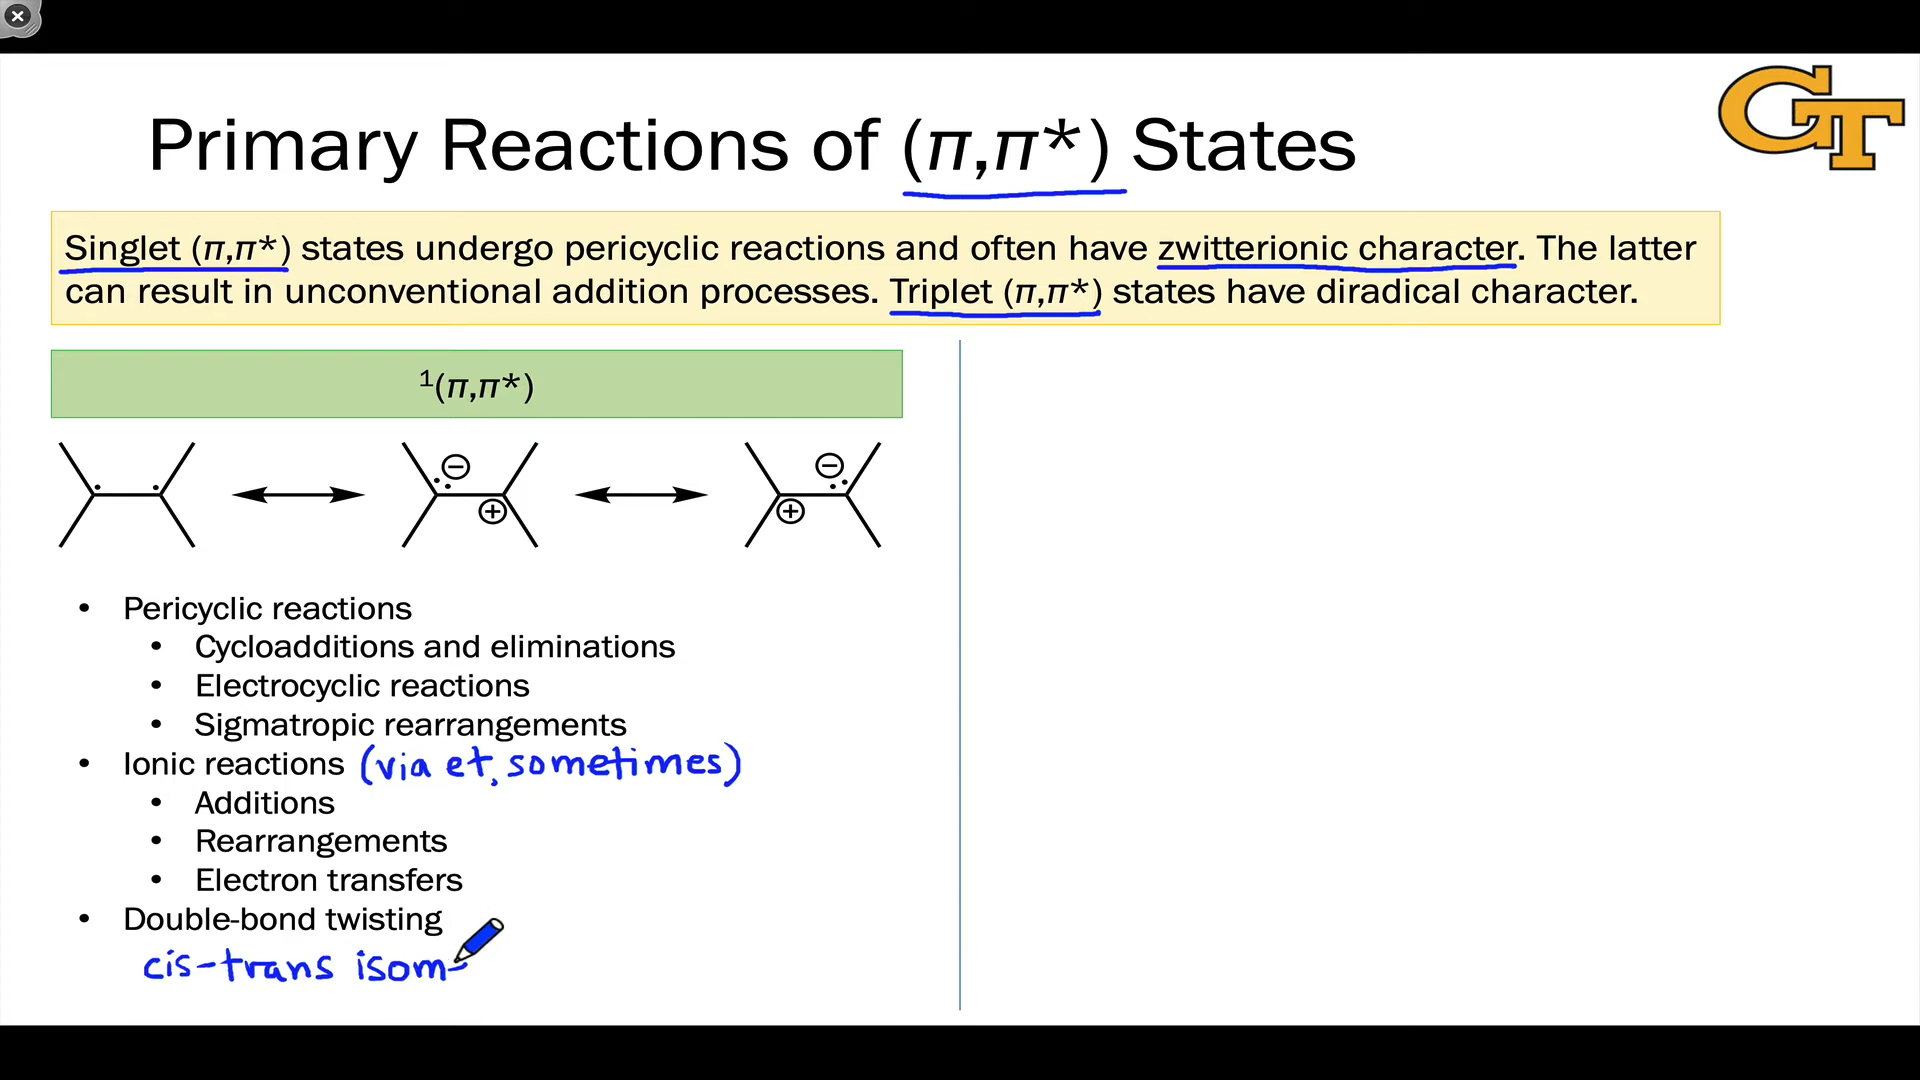 Primary Reactions of (π,π*) States
GT
Singlet (π,π*) states undergo pericyclic reactions and often have zwitterionic character. The latter
can result in unconventional addition processes. Triplet (π,π*) states have diradical character.
¹(π,π*)
• Pericyclic reactions
• Cycloadditions and eliminations
• Electrocyclic reactions
• Sigmatropic rearrangements
• Ionic reactions (via et, sometimes)
• Additions
• Rearrangements
• Electron transfers
• Double-bond twisting
cis-trans isom